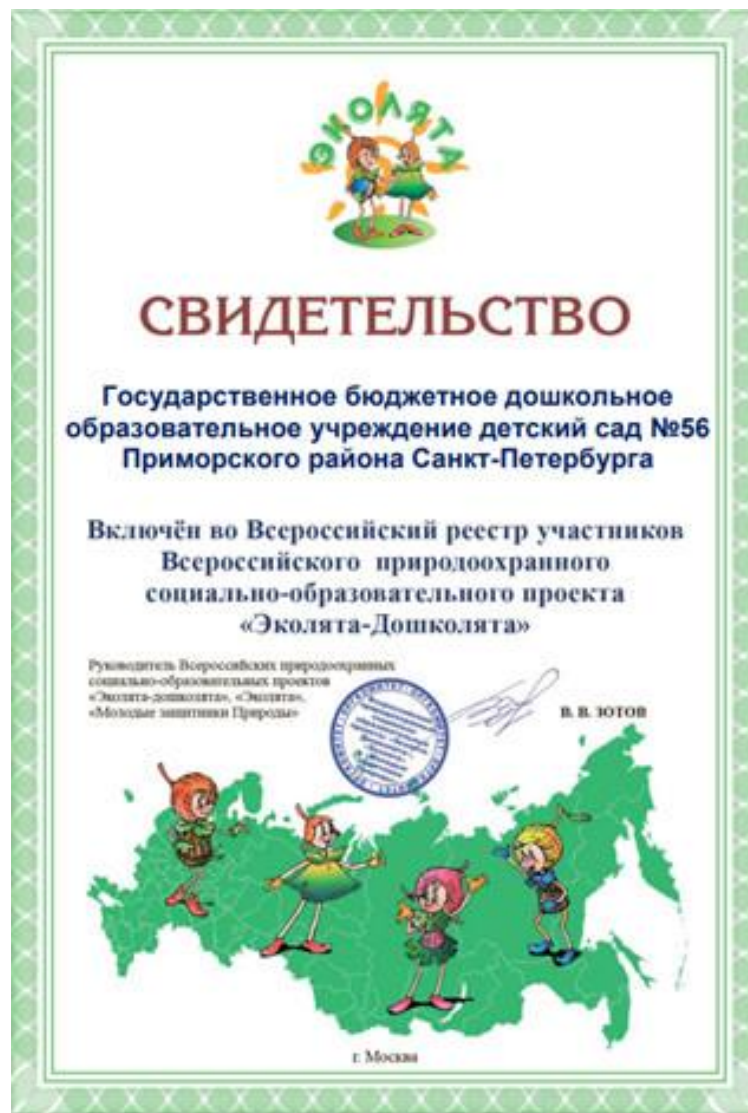 ЭКОЛЯТА
СВИДЕТЕЛЬСТВО
Государственное бюджетное дошкольное
образовательное учреждение детский сад №56
Приморского района Санкт-Петербурга
Включён во Всероссийский реестр участников
Всероссийского природоохранного
социально-образовательного проекта
«Эколята-Дошколята»
Руководитель Всероссийских природоохранных
социально-образовательных проектов
«Эколята-дошколята», «Эколята»,
«Молодые защитники Природы»
В. В. ЗОТОВ
г. Москва